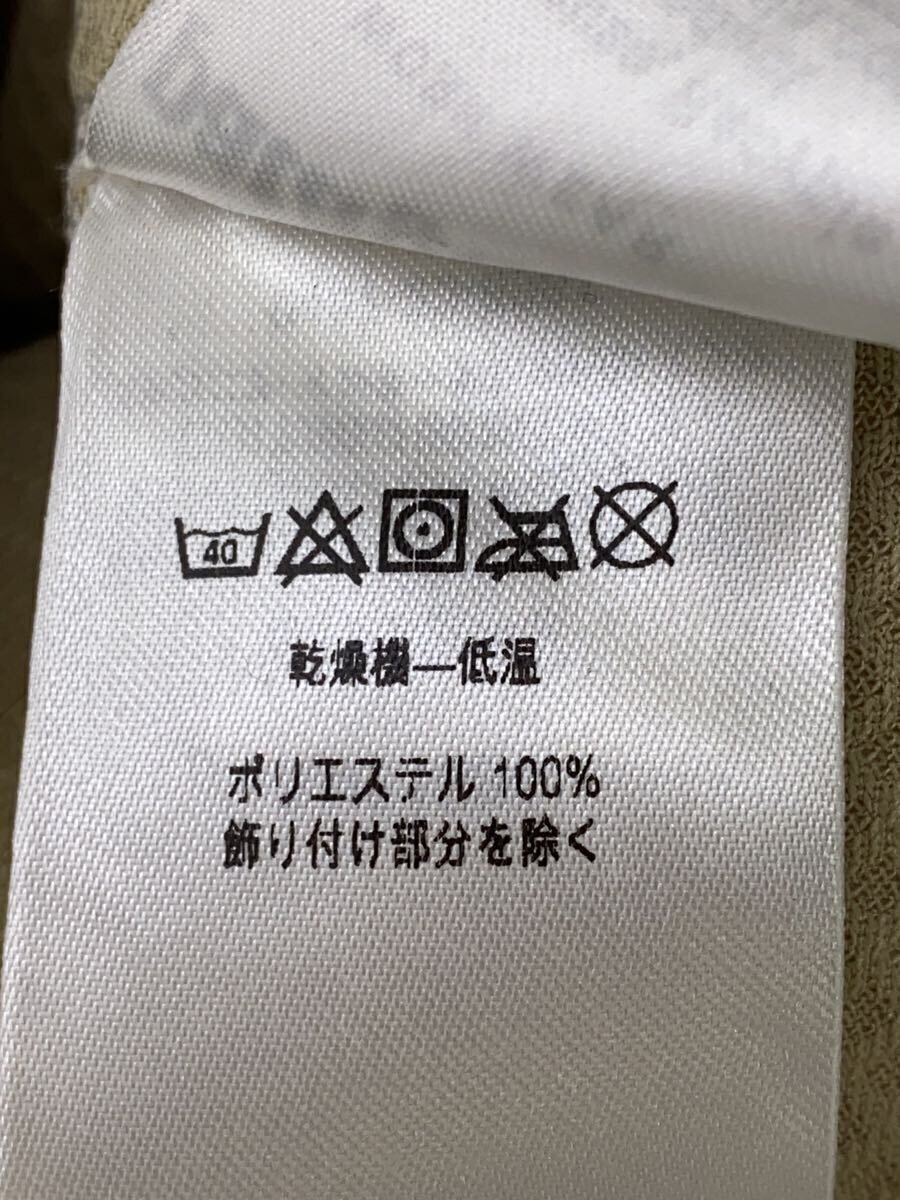 40
乾燥機—低温
ポリエステル 100%
飾り付け部分を除く